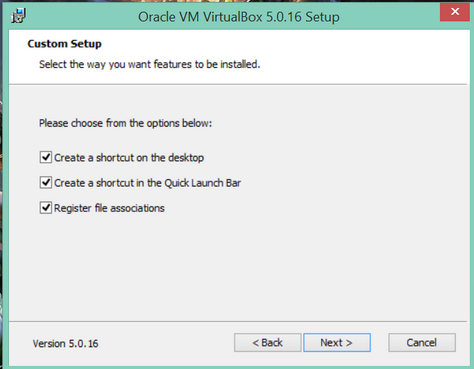 Oracle VM VirtualBox 5.0.16 Setup
Custom Setup
Select the way you want features to be installed.
Please choose from the options below:
Create a shortcut on the desktop
Create a shortcut in the Quick Launch Bar
Register file associations
Version 5.0.16
< Back
Next >
Cancel